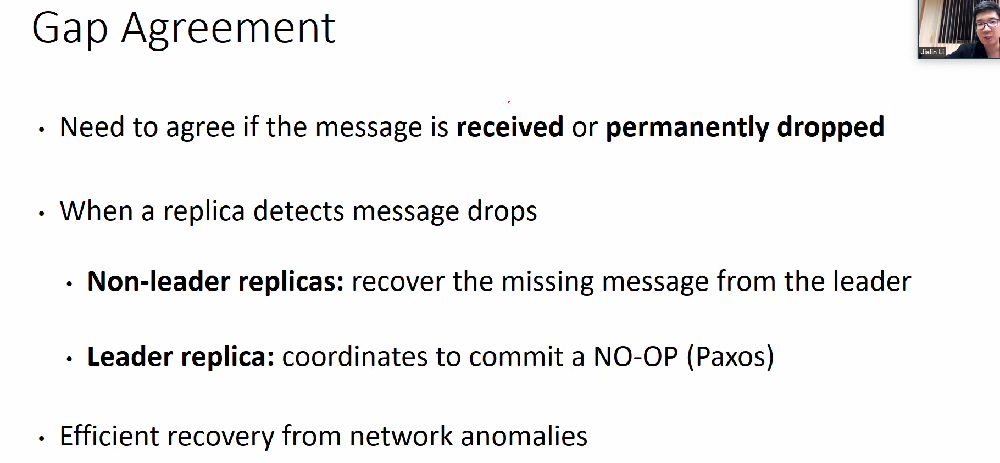 Gap Agreement
Jialin Li
• Need to agree if the message is received or permanently dropped
• When a replica detects message drops
• Non-leader replicas: recover the missing message from the leader
• Leader replica: coordinates to commit a NO-OP (Paxos)
• Efficient recovery from network anomalies